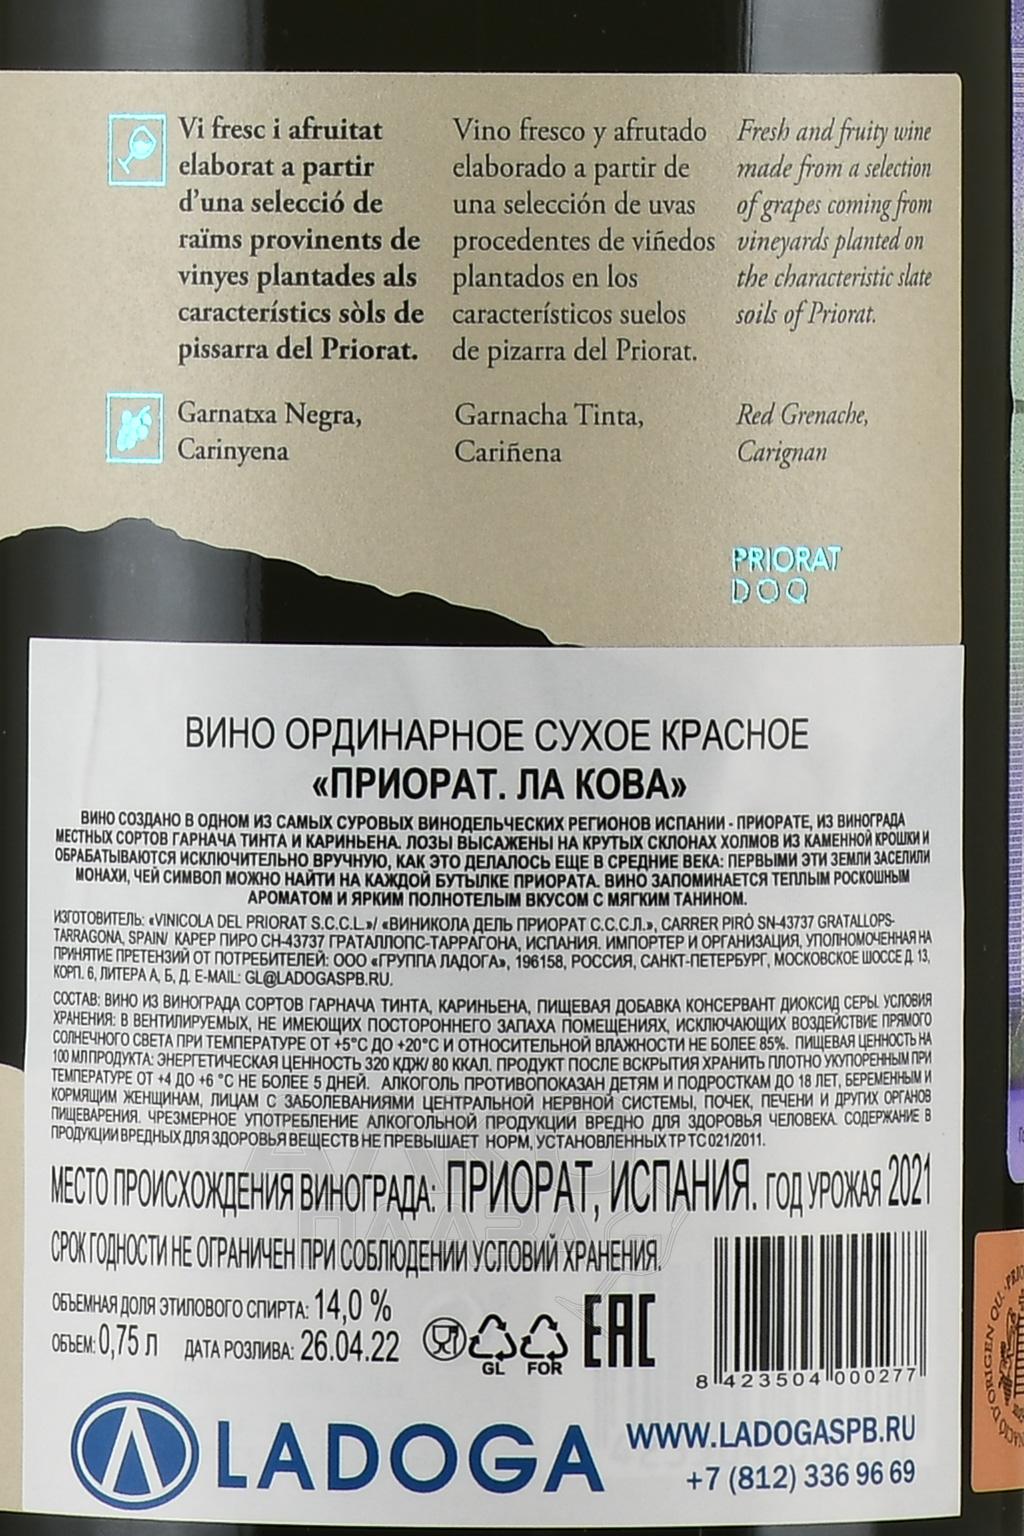 Vi fresc i afruitat
elaborat a partir
d’una selecció de
raïms provinents de
vinyes plantades als
característics sòls de
pissarra del Priorat.
Vino fresco y afrutado
elaborado a partir de
una selección de uvas
procedentes de viñedos
plantados en los
característicos suelos
de pizarra del Priorat.
Fresh and fruity wine
made from a selection
of grapes coming from
vineyards planted on
the characteristic slate
soils of Priorat.
Garnatxa Negra,
Carinyena
Garnacha Tinta,
Cariñena
Red Grenache,
Carignan
PRIORAT
DOQ
ВИНО ОРДИНАРНОЕ СУХОЕ КРАСНОЕ
«ПРИОРАТ. ЛА КОВА»
ВИНО СОЗДАНО В ОДНОМ ИЗ САМЫХ СУРОВЫХ ВИНОДЕЛЬЧЕСКИХ РЕГИОНОВ ИСПАНИИ - ПРИОРАТЕ, ИЗ ВИНОГРАДА
МЕСТНЫХ СОРТОВ ГАРНАЧА ТИНТА И КАРИНЬЕНА. ЛОЗЫ ВЫСАЖЕНЫ НА КРУТЫХ СКЛОНАХ ХОЛМОВ ИЗ КАМЕННОЙ КРОШКИ И
ОБРАБАТЫВАЮТСЯ ИСКЛЮЧИТЕЛЬНО ВРУЧНУЮ, КАК ЭТО ДЕЛАЛОСЬ ЕЩЕ В СРЕДНИЕ ВЕКА: ПЕРВЫМИ ЭТИ ЗЕМЛИ ЗАСЕЛИЛИ
МОНАХИ, ЧЕЙ СИМВОЛ МОЖНО НАЙТИ НА КАЖДОЙ БУТЫЛКЕ ПРИОРАТА. ВИНО ЗАПОМИНАЕТСЯ ТЕПЛЫМ РОСКОШНЫМ
АРОМАТОМ И ЯРКИМ ПОЛНОТЕЛЫМ ВКУСОМ С МЯГКИМ ТАНИНОМ.
ИЗГОТОВИТЕЛЬ: «VINICOLA DEL PRIORAT S.C.C.L.»/ «ВИНИКОЛА ДЕЛЬ ПРИОРАТ С.С.С.Л.», CARRER PIRÓ SN-43737 GRATALLOPS-
TARRAGONA, SPAIN/ КАРЕР ПИРО СН-43737 ГРАТАЛЛОПС-ТАРРАГОНА, ИСПАНИЯ. ИМПОРТЕР И ОРГАНИЗАЦИЯ, УПОЛНОМОЧЕННАЯ НА
ПРИНЯТИЕ ПРЕТЕНЗИЙ ОТ ПОТРЕБИТЕЛЕЙ: ООО «ГРУППА ЛАДОГА», 196158, РОССИЯ, САНКТ-ПЕТЕРБУРГ, МОСКОВСКОЕ ШОССЕ Д. 13,
КОРП. 6, ЛИТЕРА А, Б, Д. E-MAIL: GL@LADOGASPB.RU.
СОСТАВ: ВИНО ИЗ ВИНОГРАДА СОРТОВ ГАРНАЧА ТИНТА, КАРИНЬЕНА, ПИЩЕВАЯ ДОБАВКА КОНСЕРВАНТ ДИОКСИД СЕРЫ. УСЛОВИЯ
ХРАНЕНИЯ: В ВЕНТИЛИРУЕМЫХ, НЕ ИМЕЮЩИХ ПОСТОРОННЕГО ЗАПАХА ПОМЕЩЕНИЯХ, ИСКЛЮЧАЮЩИХ ВОЗДЕЙСТВИЕ ПРЯМОГО
СОЛНЕЧНОГО СВЕТА ПРИ ТЕМПЕРАТУРЕ ОТ +5°С ДО +20°С И ОТНОСИТЕЛЬНОЙ ВЛАЖНОСТИ НЕ БОЛЕЕ 85%. ПИЩЕВАЯ ЦЕННОСТЬ НА
100 МЛ ПРОДУКТА: ЭНЕРГЕТИЧЕСКАЯ ЦЕННОСТЬ 320 КДЖ/ 80 ККАЛ. ПРОДУКТ ПОСЛЕ ВСКРЫТИЯ ХРАНИТЬ ПЛОТНО УКУПОРЕННЫМ ПРИ
ТЕМПЕРАТУРЕ ОТ +4 ДО +6 °С НЕ БОЛЕЕ 5 ДНЕЙ. АЛКОГОЛЬ ПРОТИВОПОКАЗАН ДЕТЯМ И ПОДРОСТКАМ ДО 18 ЛЕТ, БЕРЕМЕННЫМ И
КОРМЯЩИМ ЖЕНЩИНАМ, ЛИЦАМ С ЗАБОЛЕВАНИЯМИ ЦЕНТРАЛЬНОЙ НЕРВНОЙ СИСТЕМЫ, ПОЧЕК, ПЕЧЕНИ И ДРУГИХ ОРГАНОВ
ПИЩЕВАРЕНИЯ. ЧРЕЗМЕРНОЕ УПОТРЕБЛЕНИЕ АЛКОГОЛЬНОЙ ПРОДУКЦИИ ВРЕДНО ДЛЯ ЗДОРОВЬЯ ЧЕЛОВЕКА. СОДЕРЖАНИЕ В
ПРОДУКЦИИ ВРЕДНЫХ ДЛЯ ЗДОРОВЬЯ ВЕЩЕСТВ НЕ ПРЕВЫШАЕТ НОРМ, УСТАНОВЛЕННЫХ ТР ТС 021/2011.
МЕСТО ПРОИСХОЖДЕНИЯ ВИНОГРАДА: ПРИОРАТ, ИСПАНИЯ. ГОД УРОЖАЯ 2021
СРОК ГОДНОСТИ НЕ ОГРАНИЧЕН ПРИ СОБЛЮДЕНИИ УСЛОВИЙ ХРАНЕНИЯ.
ОБЪЕМНАЯ ДОЛЯ ЭТИЛОВОГО СПИРТА: 14,0 %
ОБЪЕМ: 0,75 л ДАТА РОЗЛИВА: 26.04.22
GL FOR
EAC
8 423504 000277
LADOGA
WWW.LADOGASPB.RU
+7 (812) 336 96 69